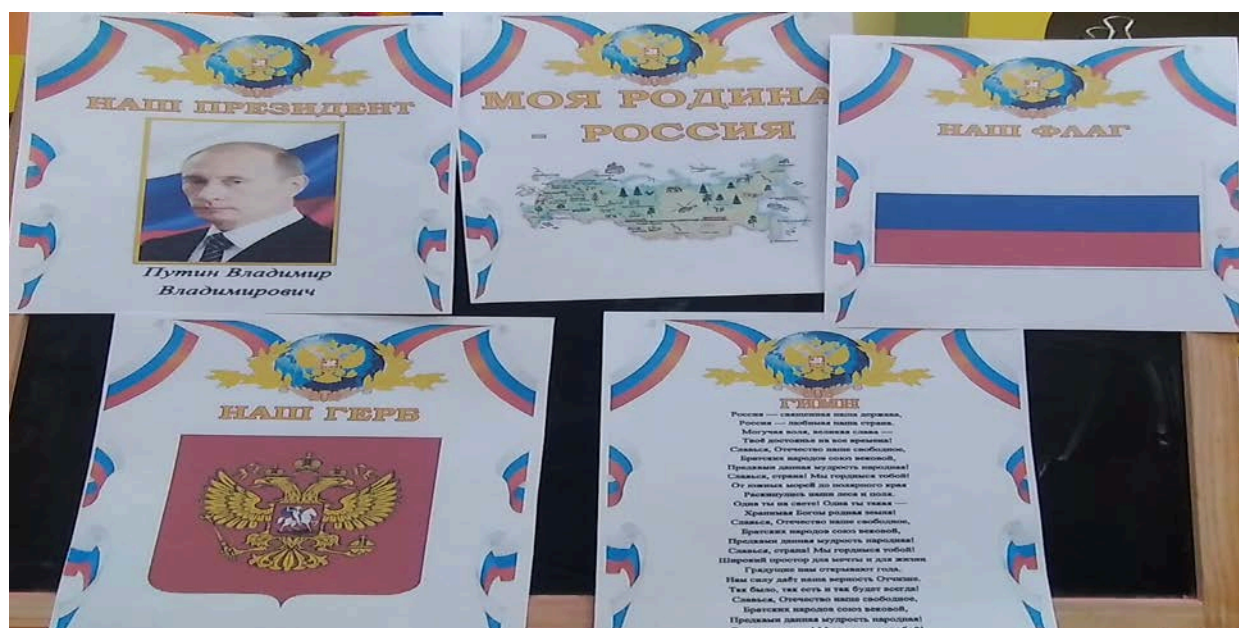 НАШ ПРЕЗИДЕНТ
Путин Владимир
Владимирович
МОЯ РОДИНА
- РОССИЯ
НАШ ФЛАГ
НАШ ГЕРБ
ГИМН
Россия — священная наша держава,
Россия — любимая наша страна.
Могучая воля, великая слава —
Твоё достоянье на все времена!
Славься, Отечество наше свободное,
Братских народов союз вековой,
Предками данная мудрость народная!
Славься, страна! Мы гордимся тобой!
От южных морей до полярного края
Раскинулись наши леса и поля.
Одна ты на свете! Одна ты такая —
Хранимая Богом родная земля!
Славься, Отечество наше свободное,
Братских народов союз вековой,
Предками данная мудрость народная!
Славься, страна! Мы гордимся тобой!
Широкий простор для мечты и для жизни
Грядущие нам открывают года.
Нам силу даёт наша верность Отчизне.
Так было, так есть и так будет всегда!
Славься, Отечество наше свободное,
Братских народов союз вековой,
Предками данная мудрость народная!